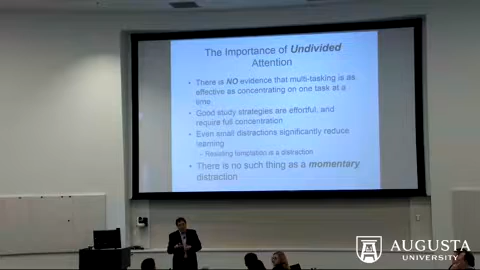 The Importance of Undivided
Attention
• There is NO evidence that multi-tasking is as
effective as concentrating on one task at a
time
• Good study strategies are effortful, and
require full concentration
• Even small distractions significantly reduce
learning
– Resisting temptation is a distraction
• There is no such thing as a momentary
distraction
AUGUSTA
UNIVERSITY